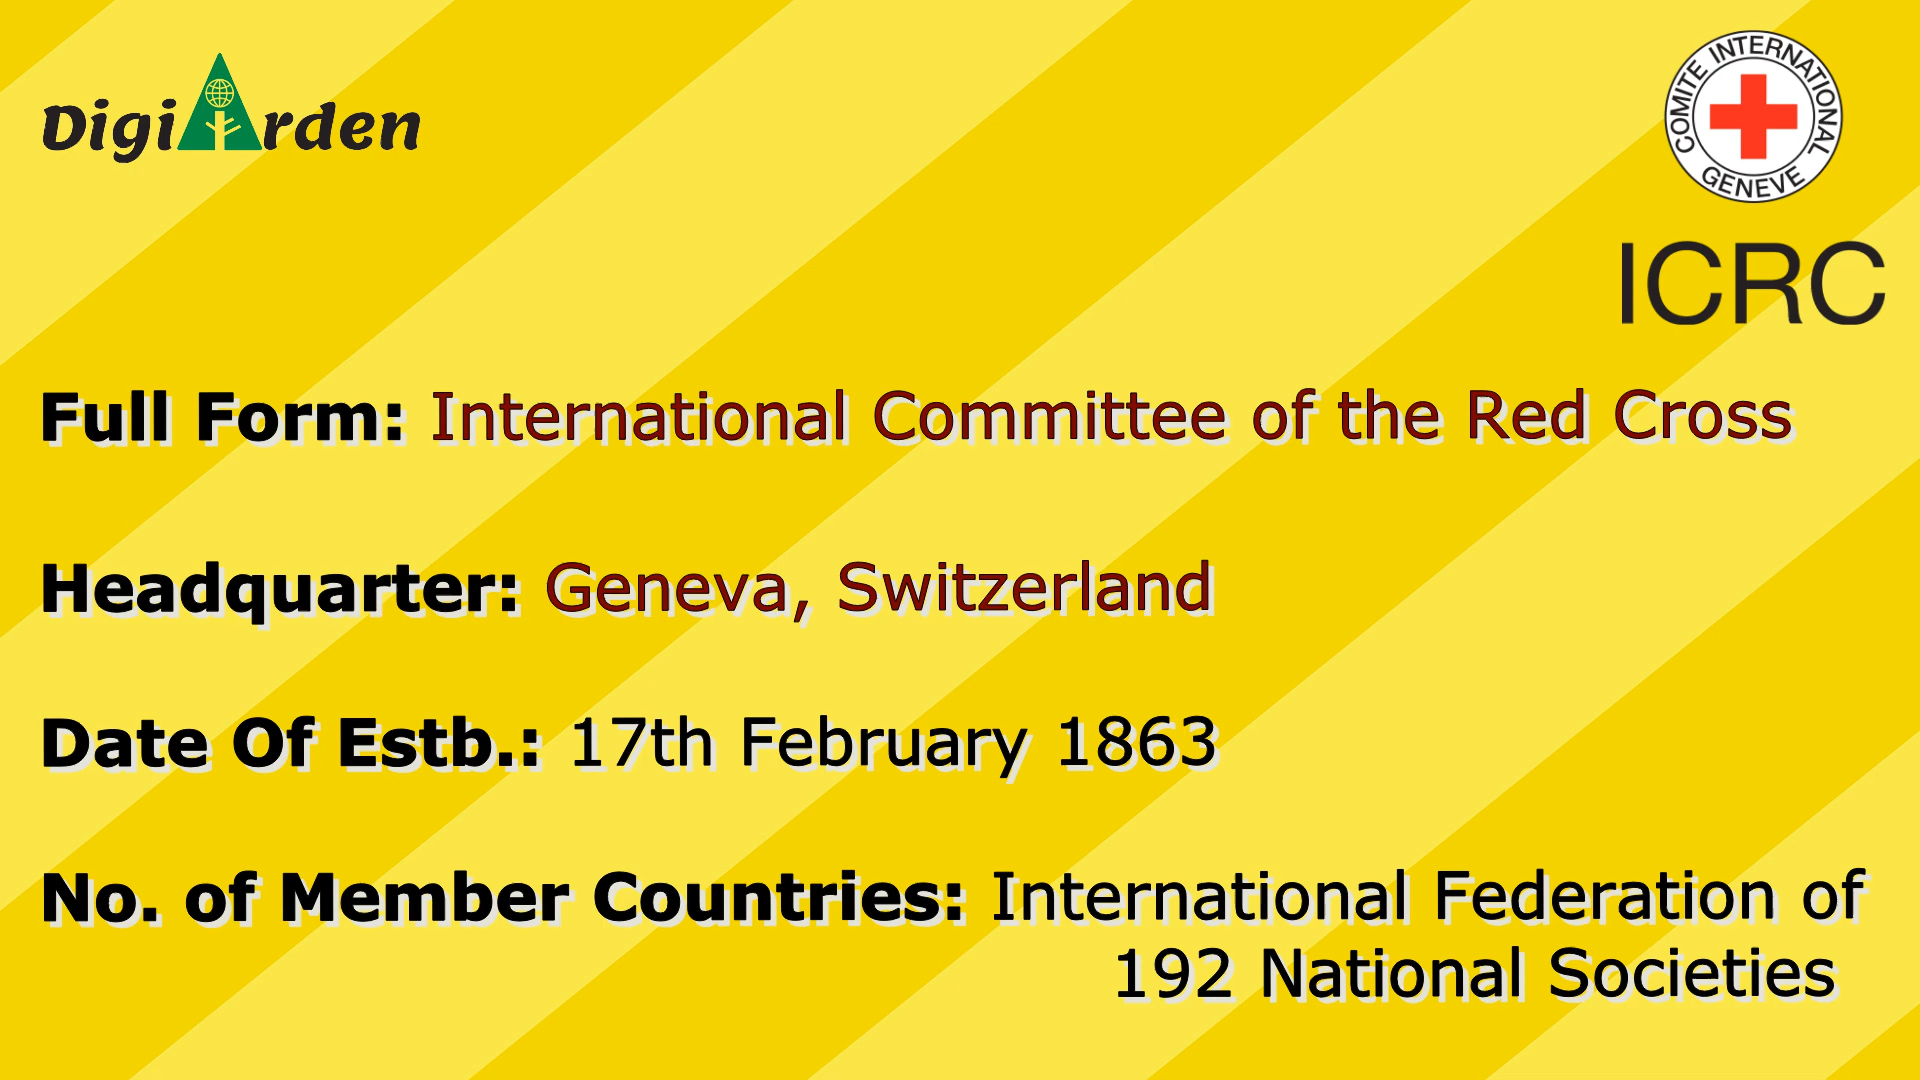 DigiArden
COMITE INTERNATIONAL
GENEVE
ICRC
Full Form: International Committee of the Red Cross
Headquarter: Geneva, Switzerland
Date Of Estb.: 17th February 1863
No. of Member Countries: International Federation of
192 National Societies